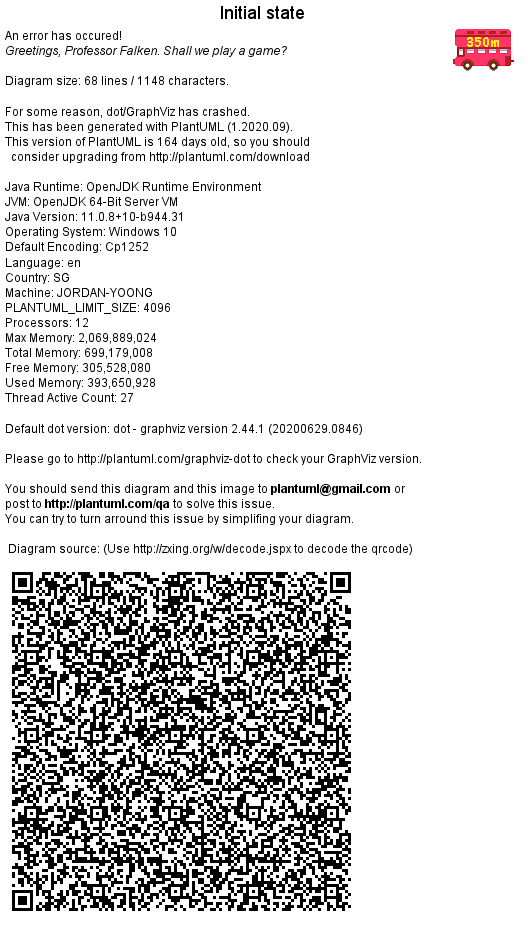 Initial state
An error has occured!
Greetings, Professor Falken. Shall we play a game?
350m
Diagram size: 68 lines / 1148 characters.
For some reason, dot/GraphViz has crashed.
This has been generated with PlantUML (1.2020.09).
This version of PlantUML is 164 days old, so you should
consider upgrading from http://plantuml.com/download
Java Runtime: OpenJDK Runtime Environment
JVM: OpenJDK 64-Bit Server VM
Java Version: 11.0.8+10-b944.31
Operating System: Windows 10
Default Encoding: Cp1252
Language: en
Country: SG
Machine: JORDAN-YOONG
PLANTUML_LIMIT_SIZE: 4096
Processors: 12
Max Memory: 2,069,889,024
Total Memory: 699,179,008
Free Memory: 305,528,080
Used Memory: 393,650,928
Thread Active Count: 27
Default dot version: dot - graphviz version 2.44.1 (20200629.0846)
Please go to http://plantuml.com/graphviz-dot to check your GraphViz version.
You should send this diagram and this image to plantuml@gmail.com or
post to http://plantuml.com/qa to solve this issue.
You can try to turn arround this issue by simplifing your diagram.
Diagram source: (Use http://zxing.org/w/decode.jspx to decode the qrcode)